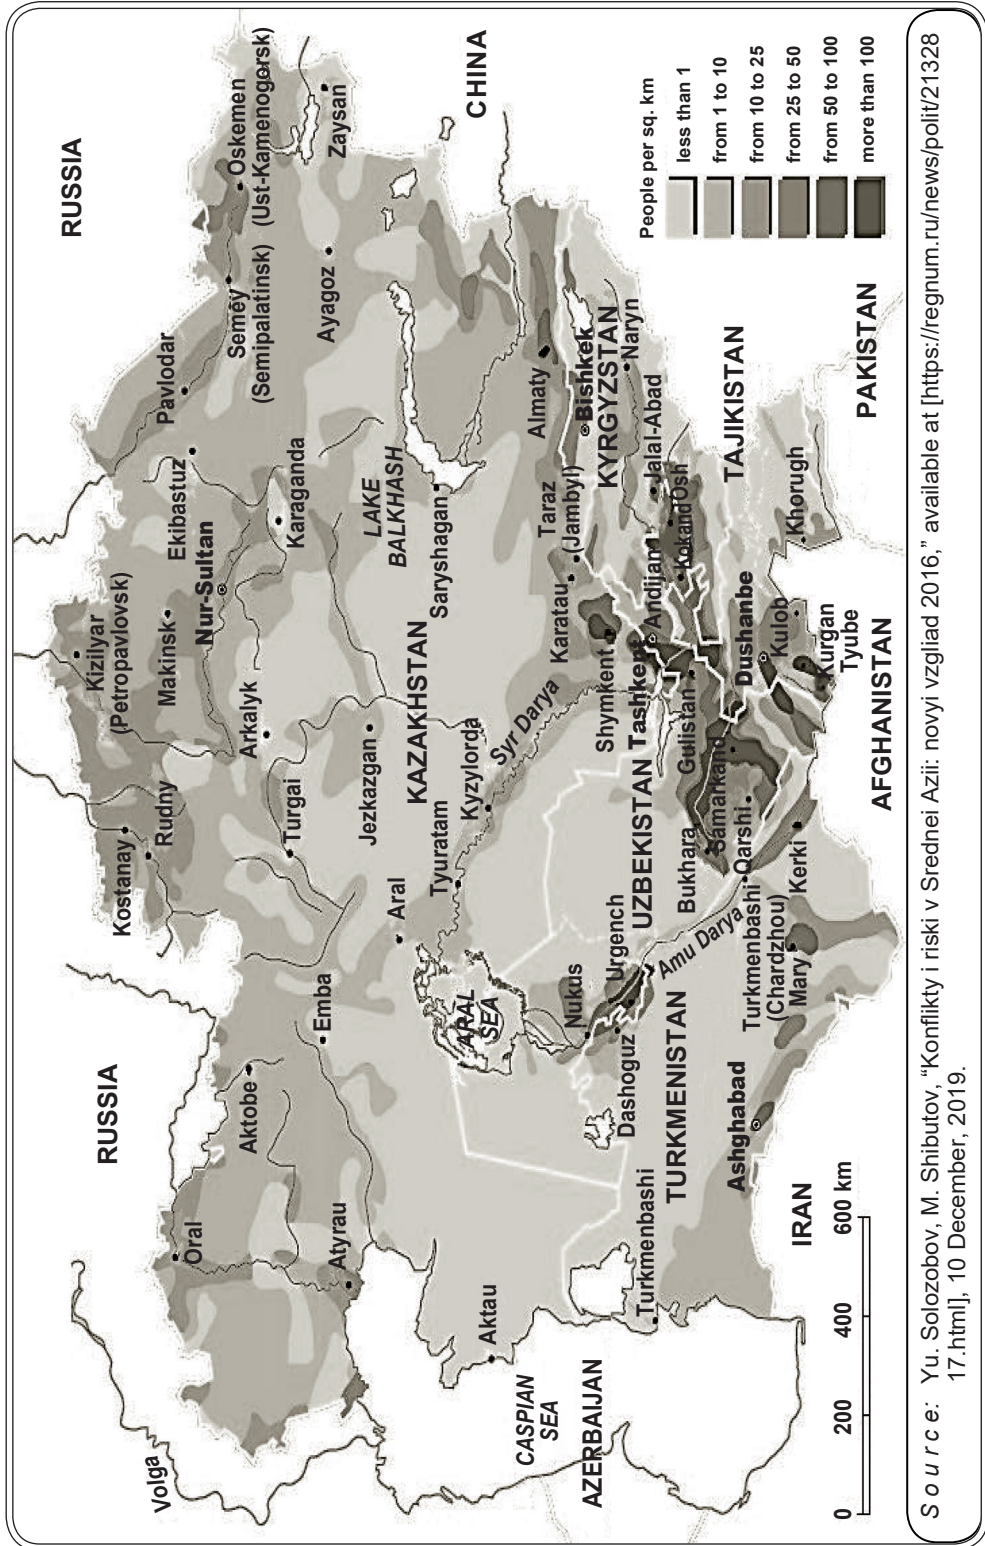 RUSSIA
RUSSIA
CHINA
Volga
Oral
Atyrau
Aktobe
Emba
Kostanay
Rudny
Kizilyar
(Petropavlovsk)
Makinsk
Nur-Sultan
Arkalyk
Turgai
Ekibastuz
Karaganda
Pavlodar
Semey
(Semipalatinsk)
Oskemen
(Ust-Kamenogorsk)
Zaysan
Ayagoz
Jezkazgan
KAZAKHSTAN
LAKE
BALKHASH
Saryshagan
Aral
Tyuratam
Kyzylorda
Syr Darya
ARAL
SEA
Aktau
CASPIAN
SEA
AZERBAIJAN
Turkmenbashi
TURKMENISTAN
Dashoguz
Nukus
Urgench
Amu Darya
UZBEKISTAN
Tashkent
Shymkent
Karatau
Taraz
(Jambyl)
Almaty
Bishkek
KYRGYZSTAN
Naryn
Jalal-Abad
Osh
Andijam
Kokand
Gulistan
Samarkand
Bukhara
Qarshi
Turkmenbashi
(Chardzhou)
Mary
Kerki
Dushanbe
Kulob
Kurgan
Tyube
Khorugh
TAJIKISTAN
PAKISTAN
AFGHANISTAN
Ashghabad
IRAN
0 200 400 600 km
People per sq. km
less than 1
from 1 to 10
from 10 to 25
from 25 to 50
from 50 to 100
more than 100
Source: Yu. Solozobov, M. Shibutov, “Konflikty i riski v Srednei Azii: novyi vzgliad 2016,” available at [https://regnum.ru/news/polit/21328
17.html], 10 December, 2019.